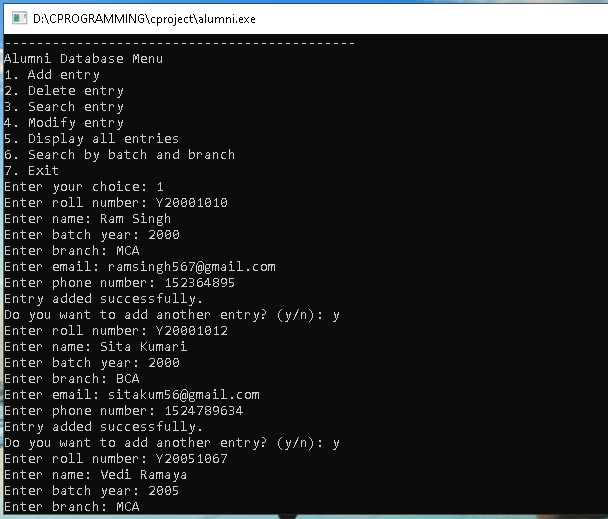 D:\CPROGRAMMING\cproject\alumni.exe
--------------------------------------------
Alumni Database Menu
1. Add entry
2. Delete entry
3. Search entry
4. Modify entry
5. Display all entries
6. Search by batch and branch
7. Exit
Enter your choice: 1
Enter roll number: Y20001010
Enter name: Ram Singh
Enter batch year: 2000
Enter branch: MCA
Enter email: ramsingh567@gmail.com
Enter phone number: 152364895
Entry added successfully.
Do you want to add another entry? (y/n): y
Enter roll number: Y20001012
Enter name: Sita Kumari
Enter batch year: 2000
Enter branch: BCA
Enter email: sitakum56@gmail.com
Enter phone number: 1524789634
Entry added successfully.
Do you want to add another entry? (y/n): y
Enter roll number: Y20051067
Enter name: Vedi Ramaya
Enter batch year: 2005
Enter branch: MCA